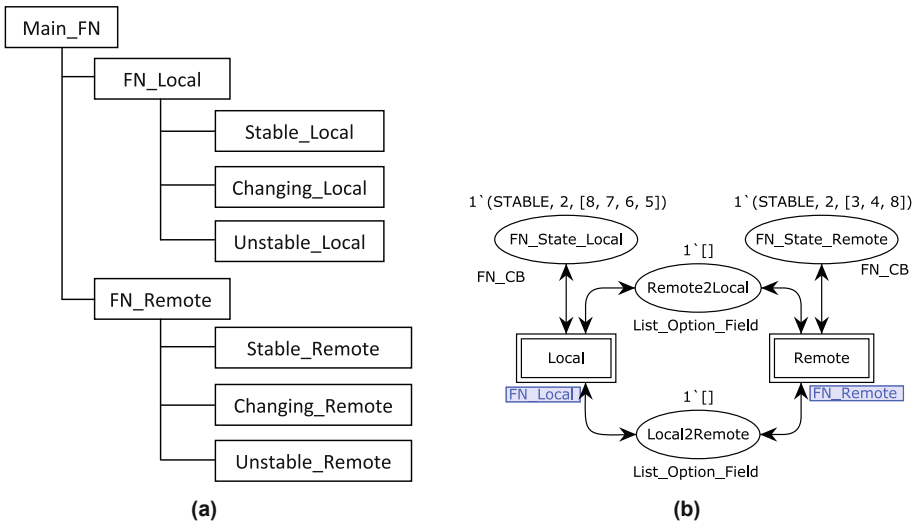 Main_FN
FN_Local
Stable_Local
Changing_Local
Unstable_Local
FN_Remote
Stable_Remote
Changing_Remote
Unstable_Remote
(a)
1`(STABLE, 2, [8, 7, 6, 5])
1`(STABLE, 2, [3, 4, 8])
FN_State_Local
FN_State_Remote
1`[]
FN_CB
FN_CB
Remote2Local
List_Option_Field
Local
Remote
FN_Local
FN_Remote
1`[]
Local2Remote
List_Option_Field
(b)